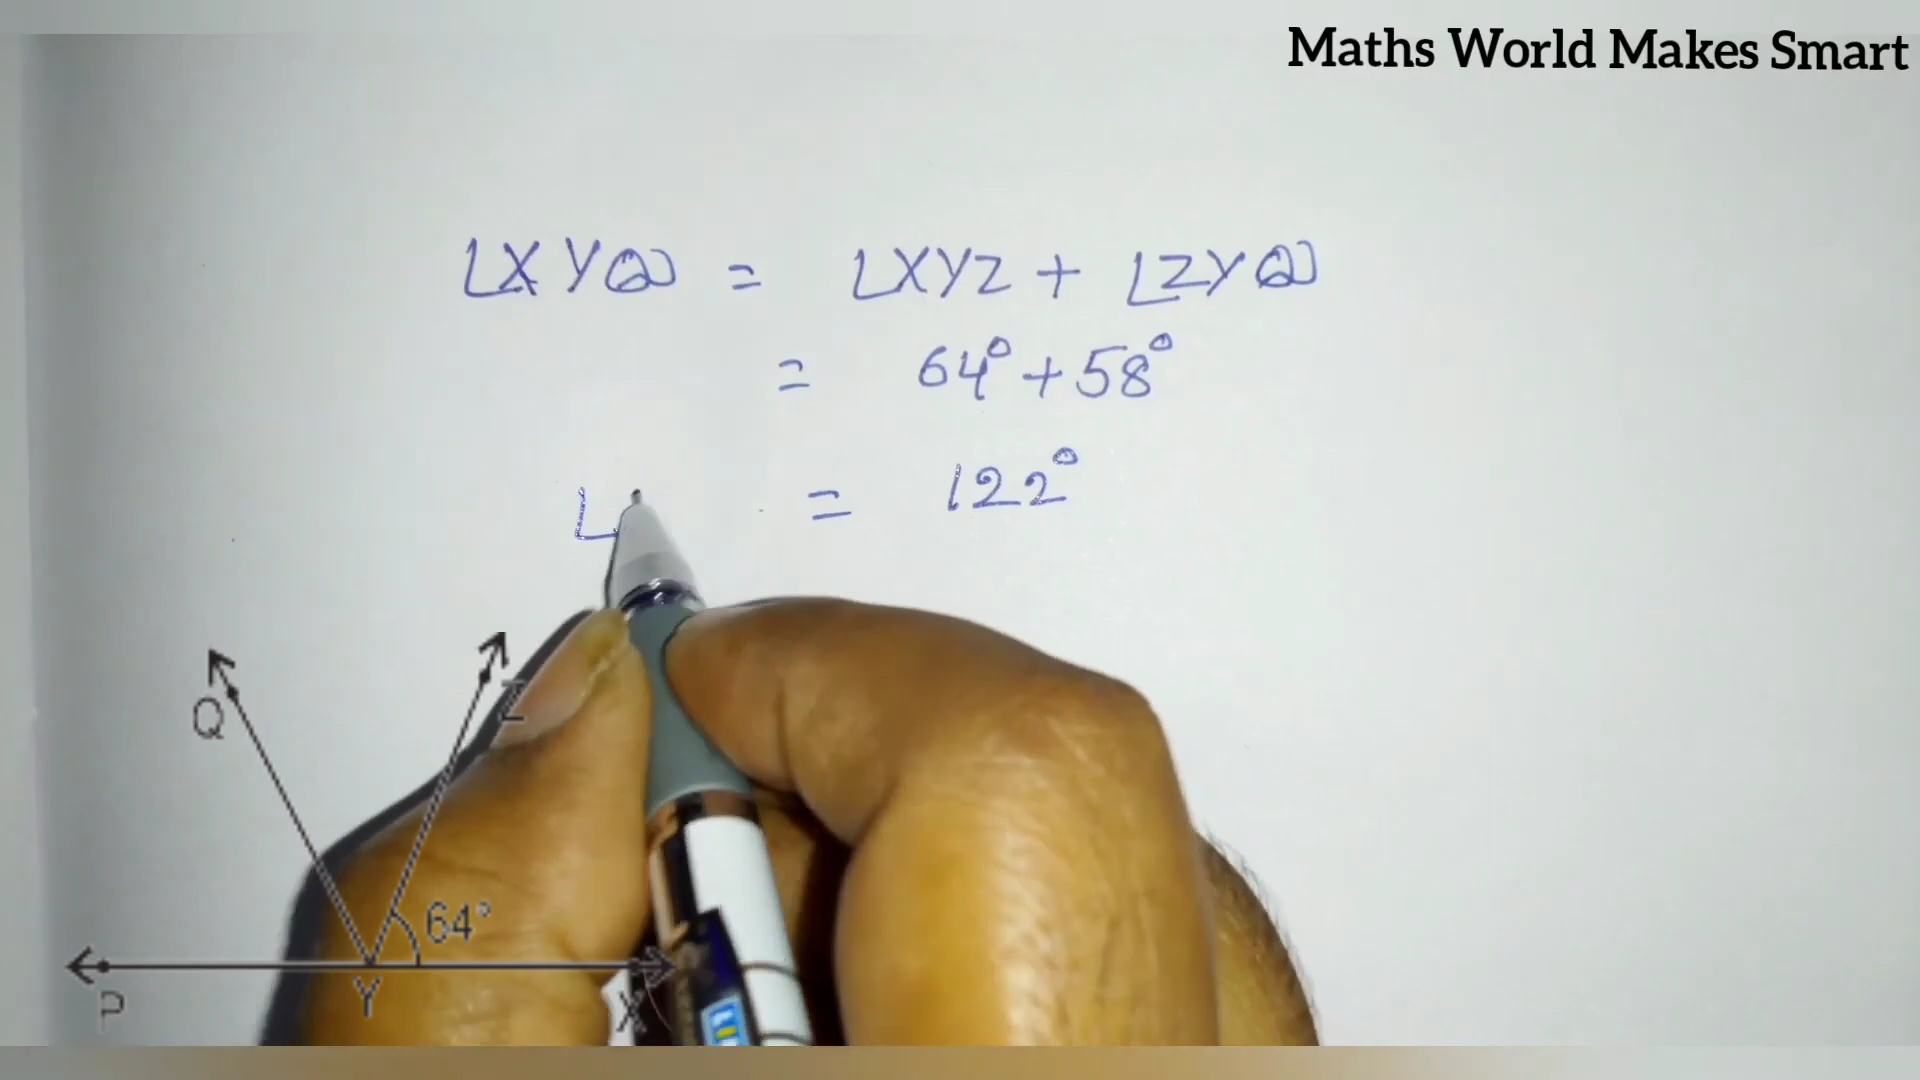 Maths World Makes Smart
∠XYQ = ∠XYZ + ∠ZYQ
= 64° + 58°
∠ = 122°
Q
Z
64°
P
Y
X